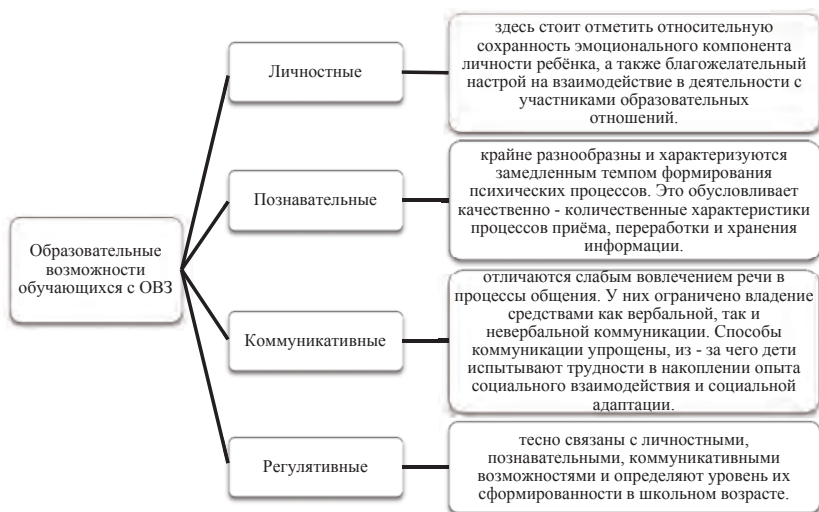 Образовательные
возможности
обучающихся с ОВЗ
Личностные
здесь стоит отметить относительную
сохранность эмоционального компонента
личности ребёнка, а также благожелательный
настрой на взаимодействие в деятельности с
участниками образовательных
отношений.
Познавательные
крайне разнообразны и характеризуются
замедленным темпом формирования
психических процессов. Это обусловливает
качественно - количественные характеристики
процессов приёма, переработки и хранения
информации.
Коммуникативные
отличаются слабым вовлечением речи в
процессы общения. У них ограничено владение
средствами как вербальной, так и
невербальной коммуникации. Способы
коммуникации упрощены, из - за чего дети
испытывают трудности в накоплении опыта
социального взаимодействия и социальной
адаптации.
Регулятивные
тесно связаны с личностными,
познавательными, коммуникативными
возможностями и определяют уровень их
сформированности в школьном возрасте.